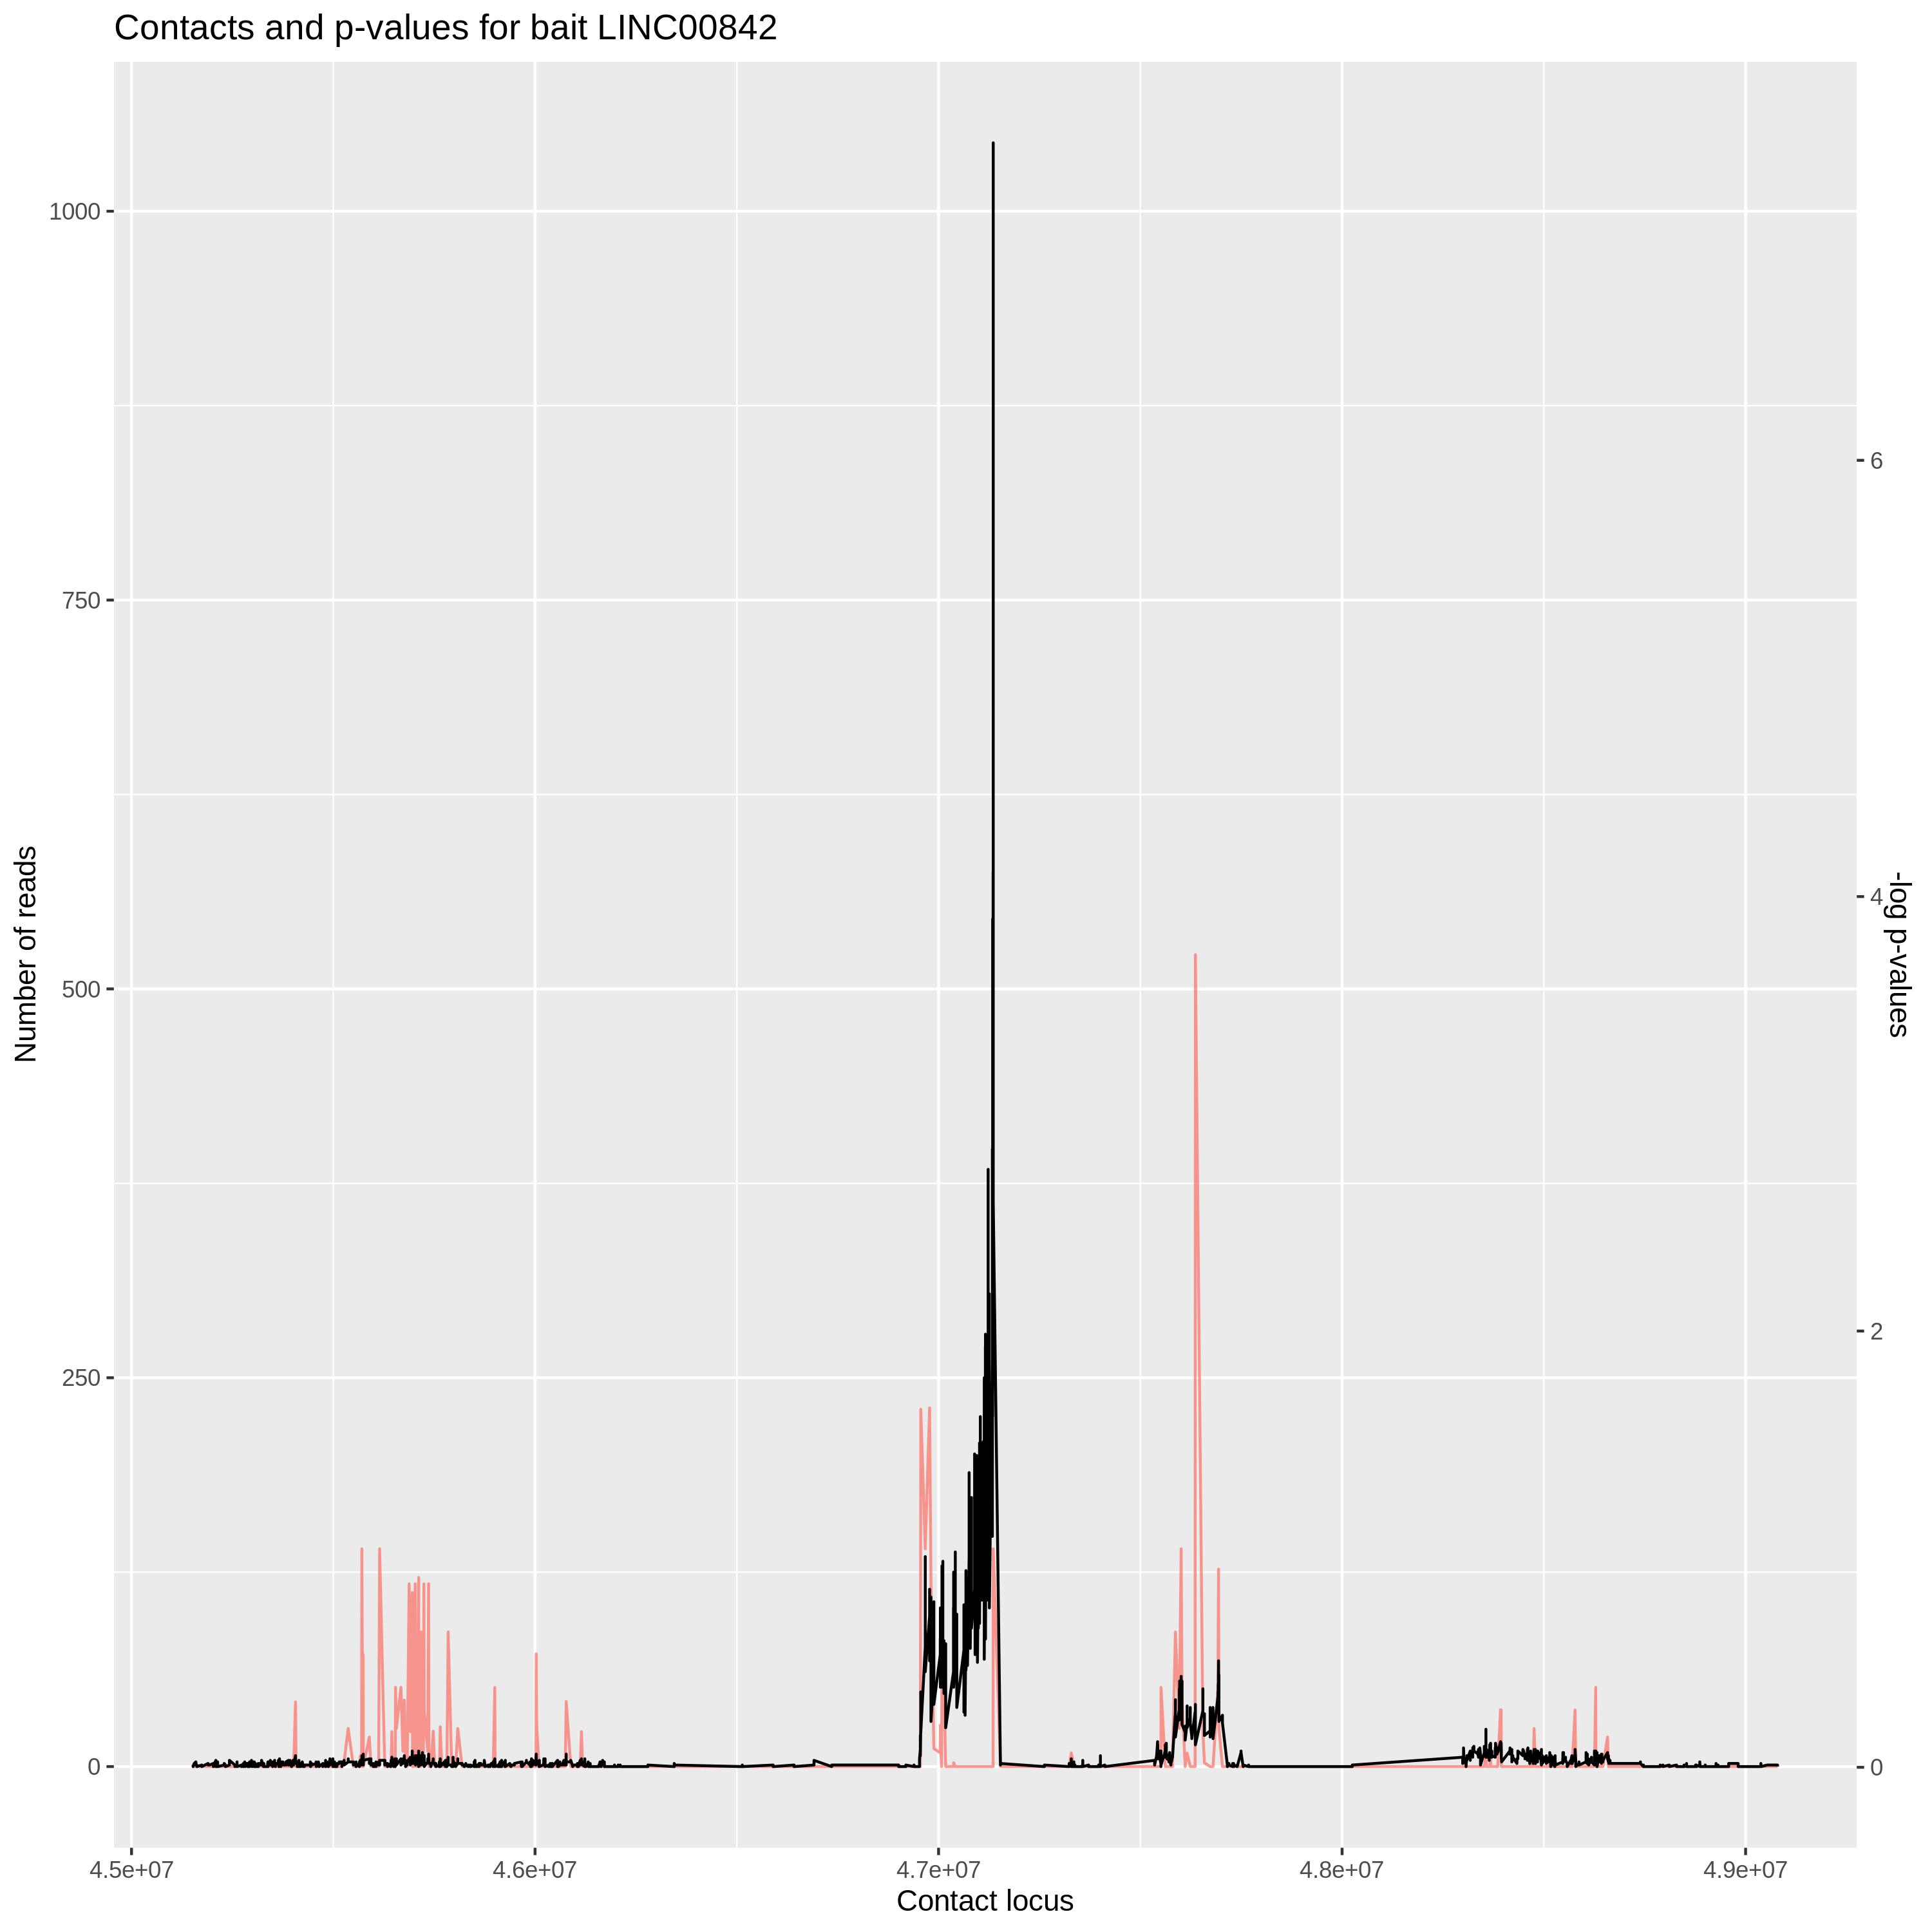 Contacts and p-values for bait LINC00842
Number of reads
1000
750
500
250
0
6
4
2
0
-log p-values
4.5e+07
4.6e+07
4.7e+07
4.8e+07
4.9e+07
Contact locus